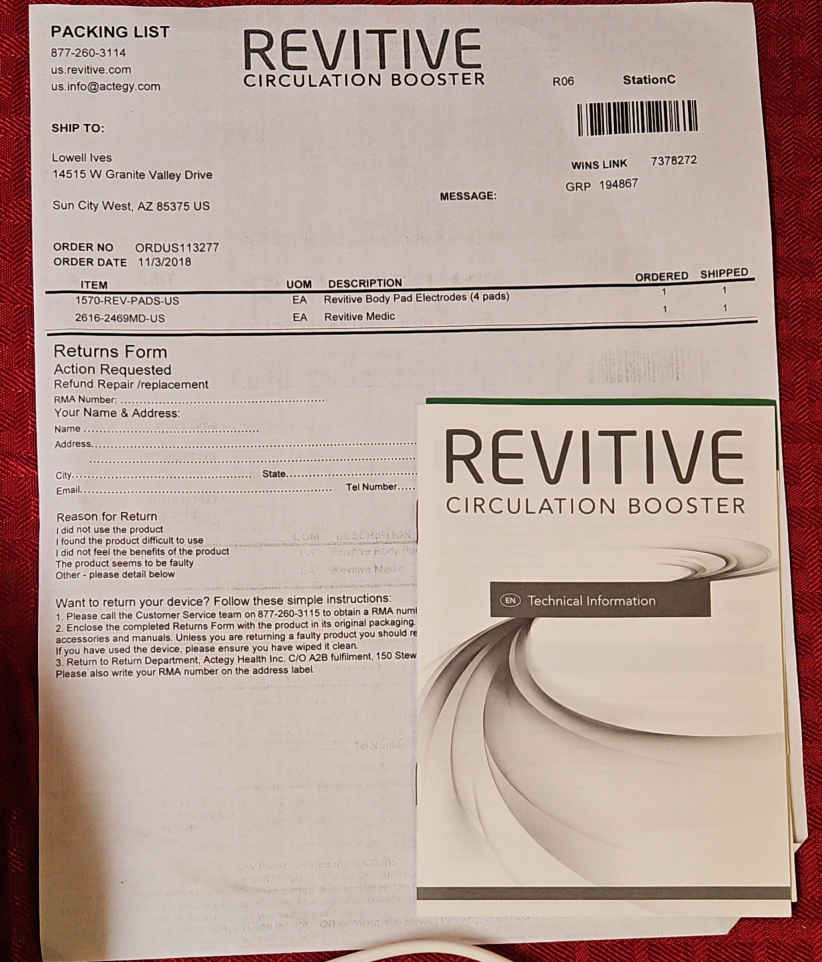 PACKING LIST
877-260-3114
us.revitive.com
us.info@actegy.com
REVITIVE
CIRCULATION BOOSTER
R06 StationC
SHIP TO:
Lowell Ives
14515 W Granite Valley Drive
Sun City West, AZ 85375 US
WINS LINK 7378272
GRP 194867
MESSAGE:
ORDER NO ORDUS113277
ORDER DATE 11/3/2018
ITEM UOM DESCRIPTION ORDERED SHIPPED
1570-REV-PADS-US EA Revitive Body Pad Electrodes (4 pads) 1 1
2616-2469MD-US EA Revitive Medic 1 1
Returns Form
Action Requested
Refund Repair /replacement
RMA Number:
Your Name & Address:
Name
Address
City State
Email Tel Number
Reason for Return
I did not use the product
I found the product difficult to use
I did not feel the benefits of the product
The product seems to be faulty
Other - please detail below
Want to return your device? Follow these simple instructions:
1. Please call the Customer Service team on 877-260-3115 to obtain a RMA
2. Enclose the completed Returns Form with the product in its original packaging.
accessories and manuals. Unless you are returning a faulty product you should
If you have used the device, please ensure you have wiped it clean.
3. Return to Return Department, Actegy Health Inc. C/O A2B fulfilment, 150
Please also write your RMA number on the address label.
REVITIVE
CIRCULATION BOOSTER
EN Technical Information